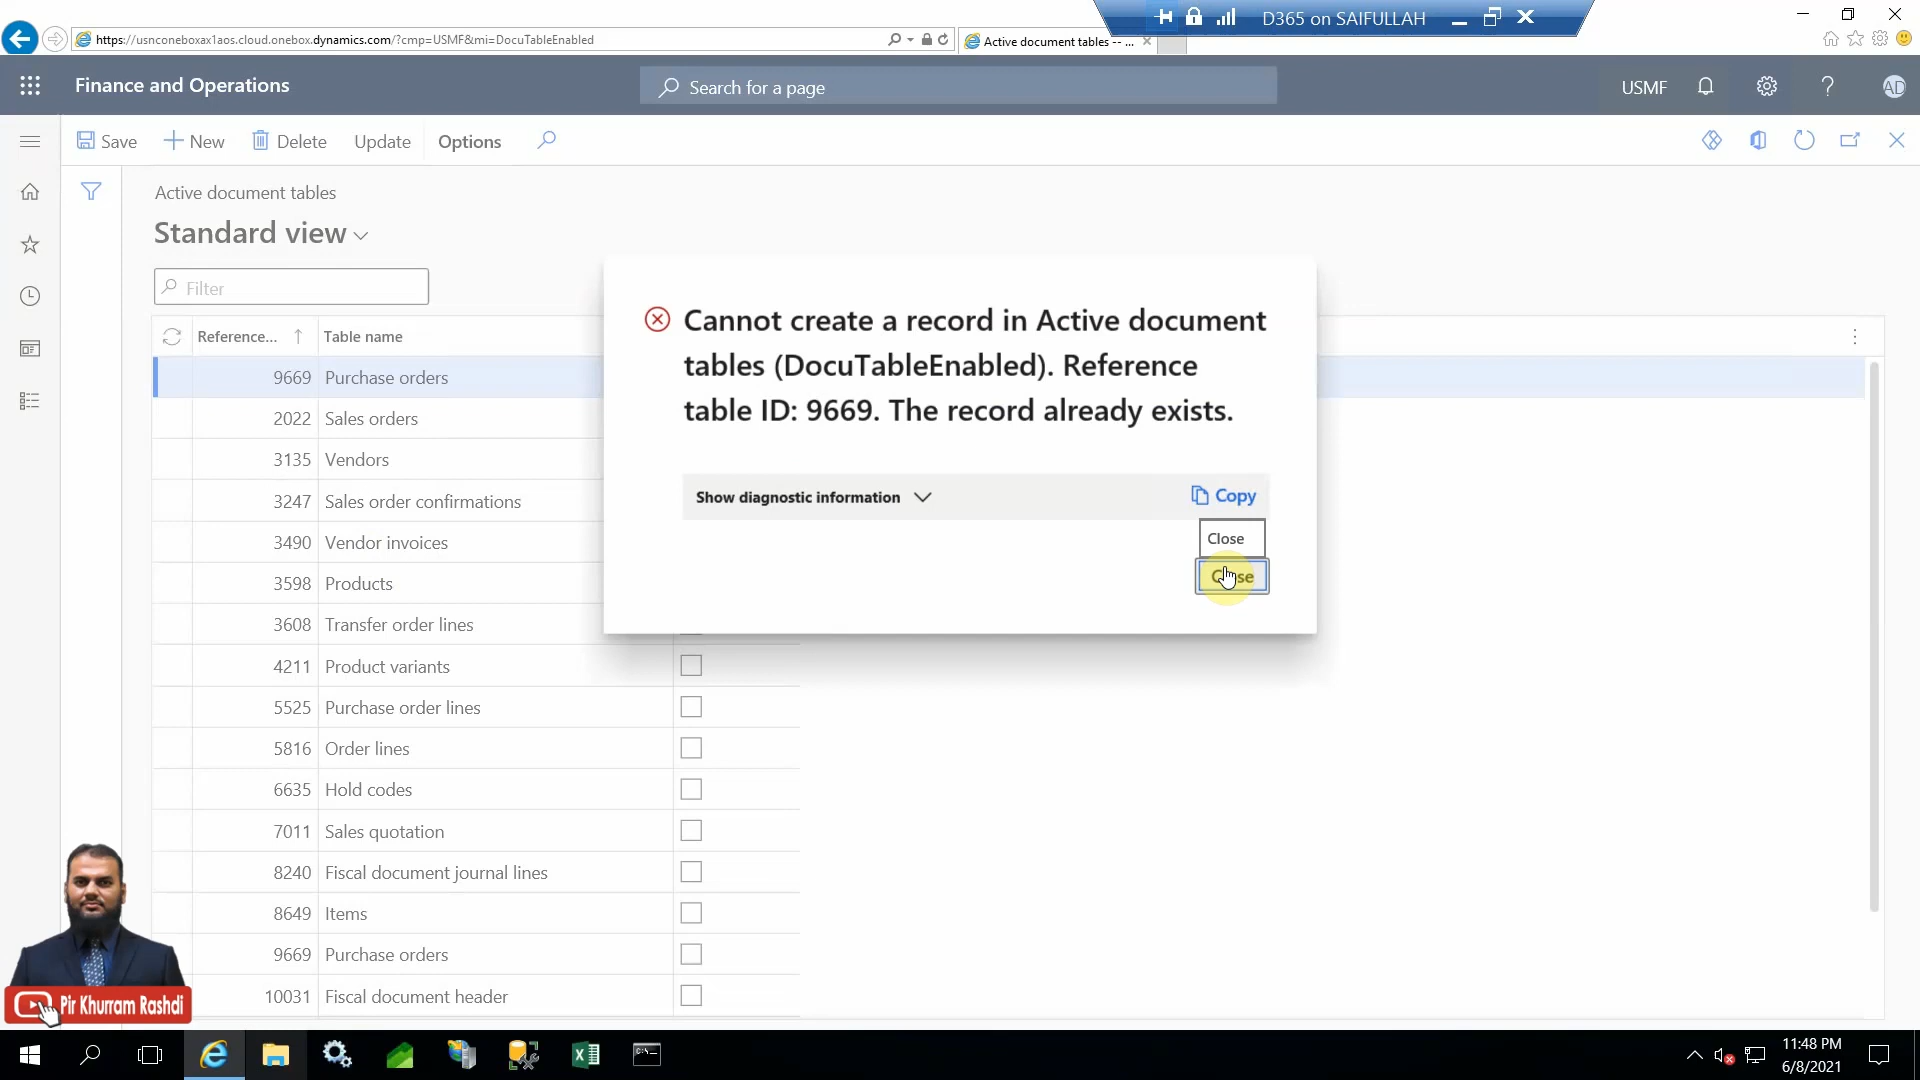 D365 on SAIFULLAH
https://usnconeboxax1aos.cloud.onebox.dynamics.com/?cmp=USMF&mi=DocuTableEnabled
Active document tables -- ...
Finance and Operations
Search for a page
USMF
AD
Save
New
Delete
Update
Options
Active document tables
Standard view
Filter
Reference...
Table name
9669 Purchase orders
2022 Sales orders
3135 Vendors
3247 Sales order confirmations
3490 Vendor invoices
3598 Products
3608 Transfer order lines
4211 Product variants
5525 Purchase order lines
5816 Order lines
6635 Hold codes
7011 Sales quotation
8240 Fiscal document journal lines
8649 Items
9669 Purchase orders
10031 Fiscal document header
Cannot create a record in Active document
tables (DocuTableEnabled). Reference
table ID: 9669. The record already exists.
Show diagnostic information
Copy
Close
Close
Pir Khurram Rashdi
11:48 PM
6/8/2021